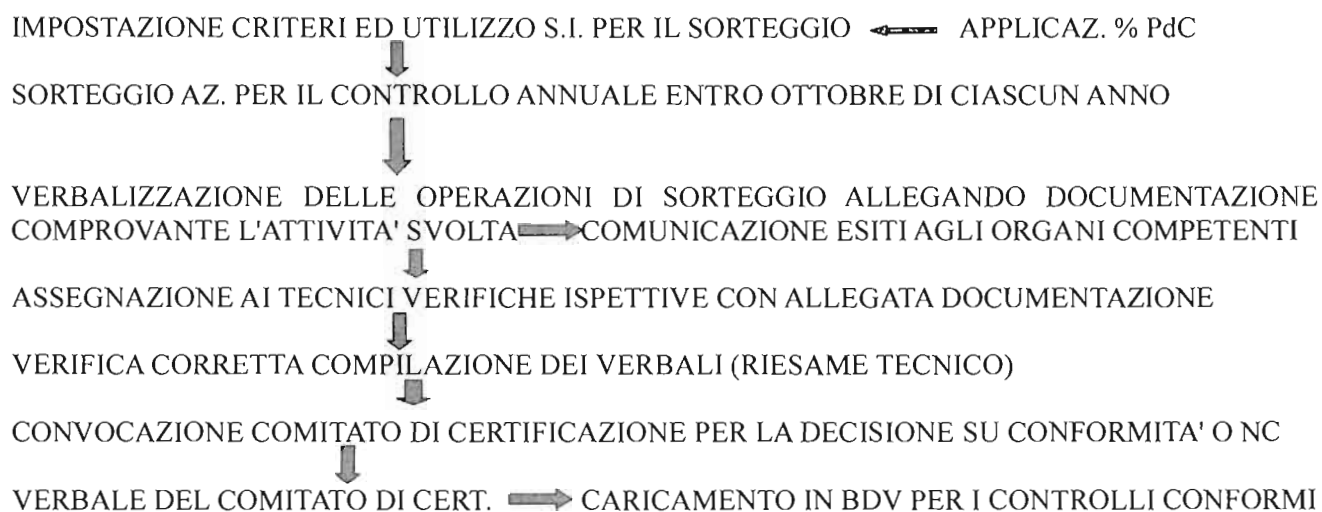 IMPOSTAZIONE CRITERI ED UTILIZZO S.I. PER IL SORTEGGIO APPLICAZ. % PdC
SORTEGGIO AZ. PER IL CONTROLLO ANNUALE ENTRO OTTOBRE DI CIASCUN ANNO
VERBALIZZAZIONE DELLE OPERAZIONI DI SORTEGGIO ALLEGANDO DOCUMENTAZIONE
COMPROVANTE L'ATTIVITA' SVOLTA COMUNICAZIONE ESITI AGLI ORGANI COMPETENTI
ASSEGNAZIONE AI TECNICI VERIFICHE ISPETTIVE CON ALLEGATA DOCUMENTAZIONE
VERIFICA CORRETTA COMPILAZIONE DEI VERBALI (RIESAME TECNICO)
CONVOCAZIONE COMITATO DI CERTIFICAZIONE PER LA DECISIONE SU CONFORMITA' O NC
VERBALE DEL COMITATO DI CERT. CARICAMENTO IN BDV PER I CONTROLLI CONFORMI